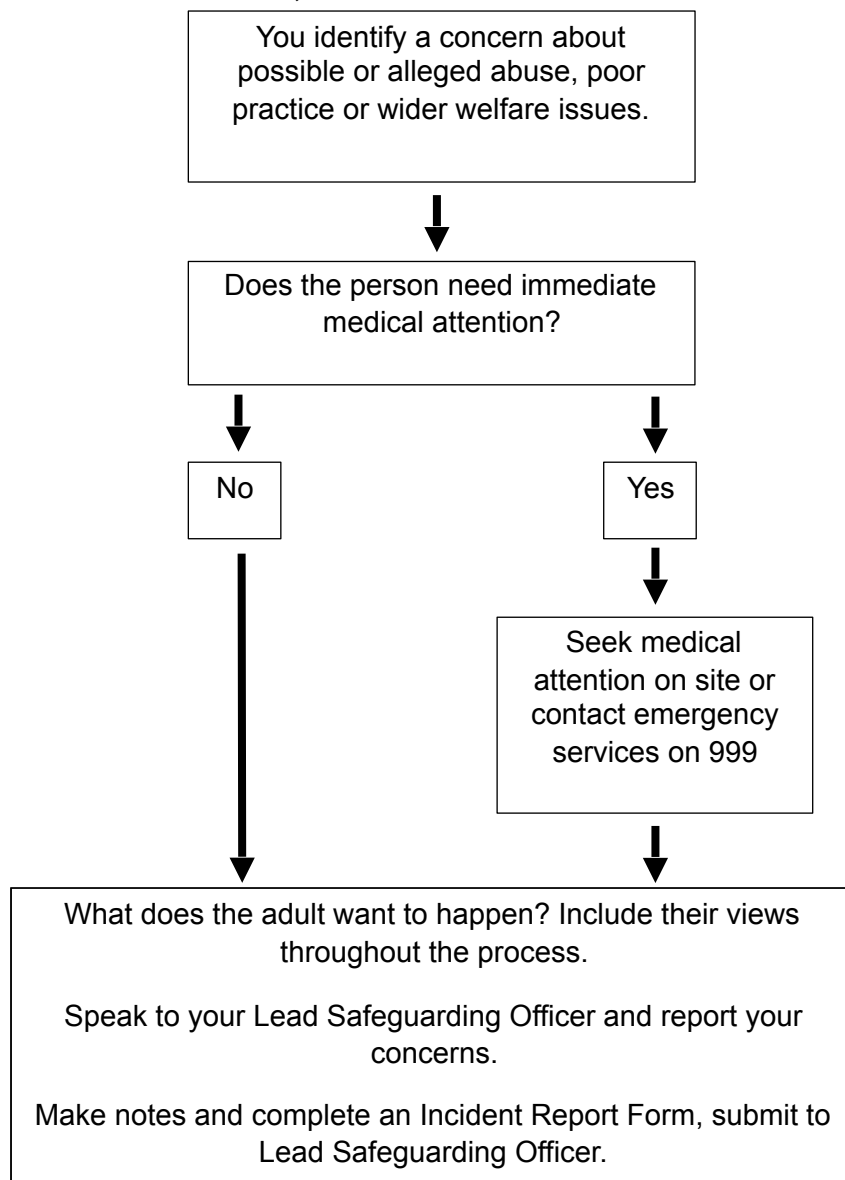 You identify a concern about
possible or alleged abuse, poor
practice or wider welfare issues.
Does the person need immediate
medical attention?
No
Yes
Seek medical
attention on site or
contact emergency
services on 999
What does the adult want to happen? Include their views
throughout the process.
Speak to your Lead Safeguarding Officer and report your
concerns.
Make notes and complete an Incident Report Form, submit to
Lead Safeguarding Officer.